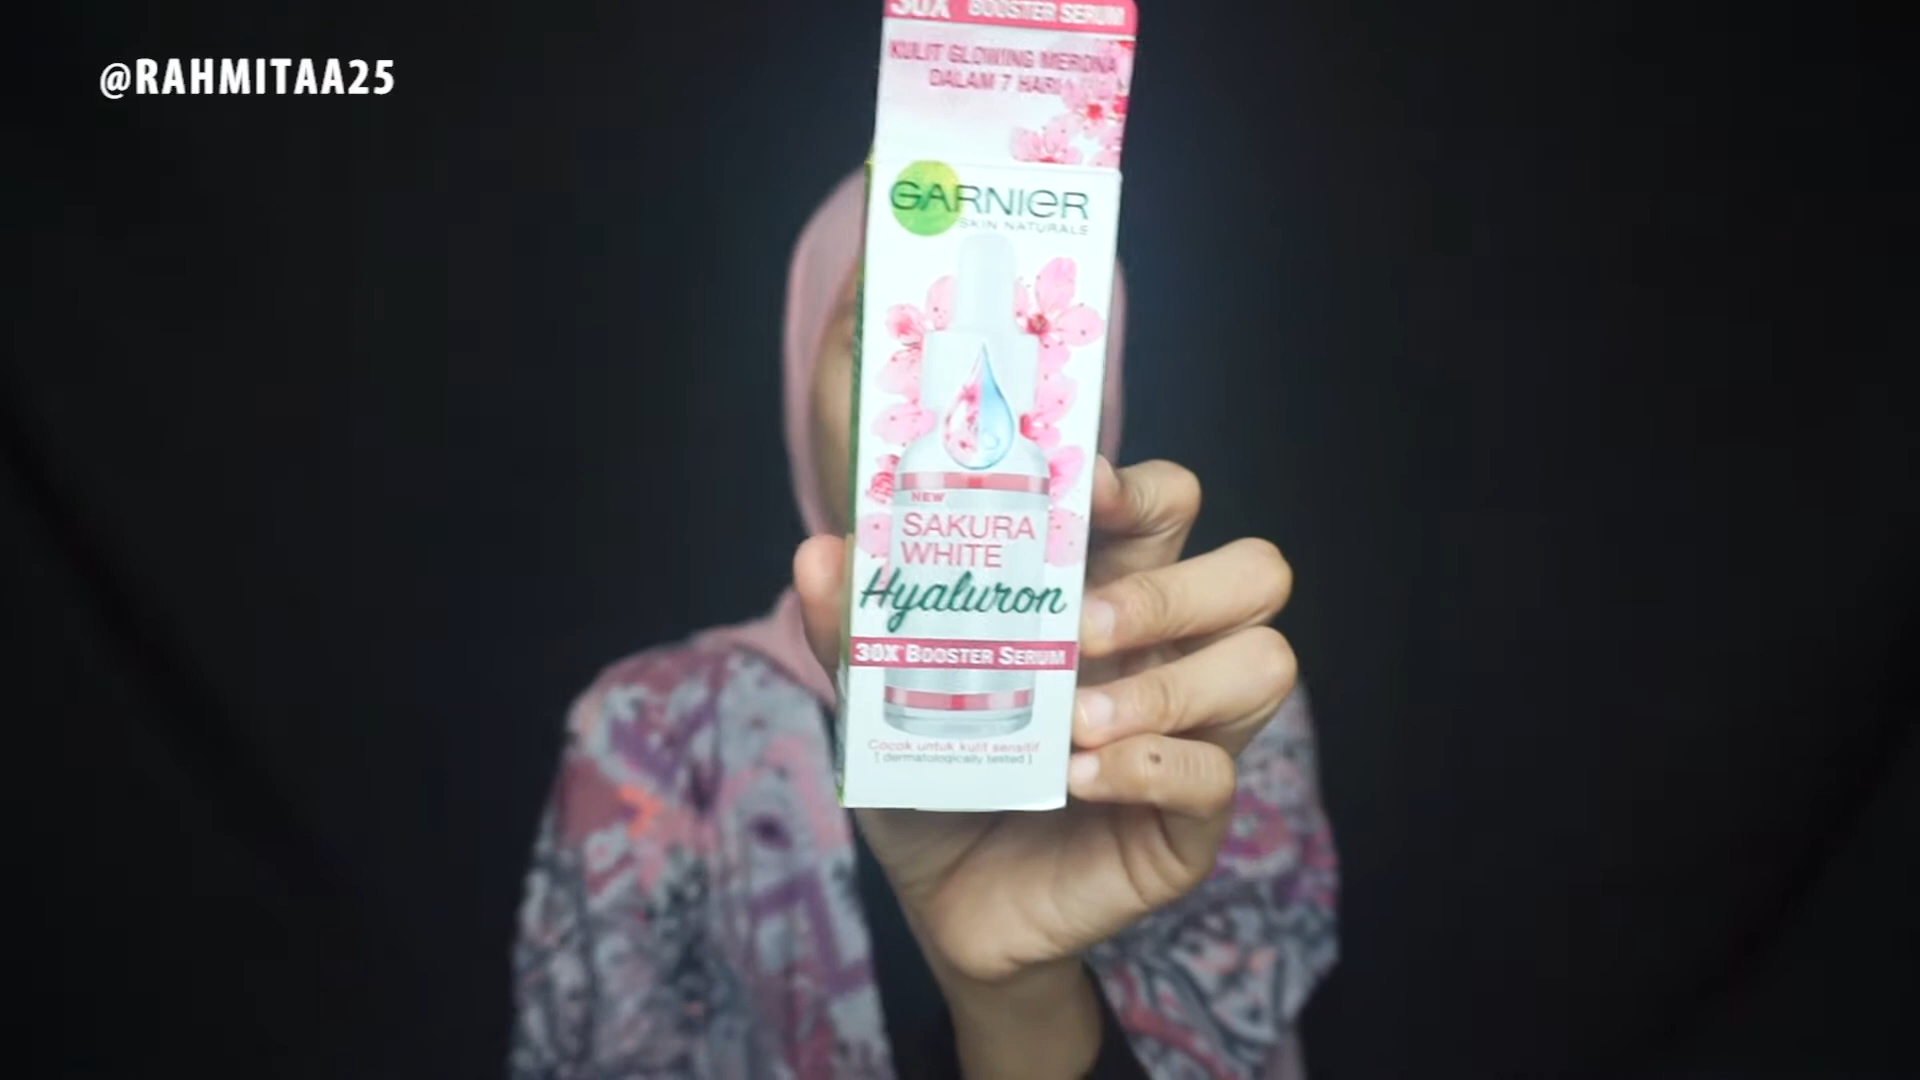 @RAHMITAA25
30X BOOSTER SERUM
KULIT GLOWING MERONA
DALAM 7 HARI
GARNIER
SKIN NATURALS
NEW
SAKURA
WHITE
Hyaluron
30X BOOSTER SERUM
Cocok untuk kulit sensitif
[ dermatologically tested ]